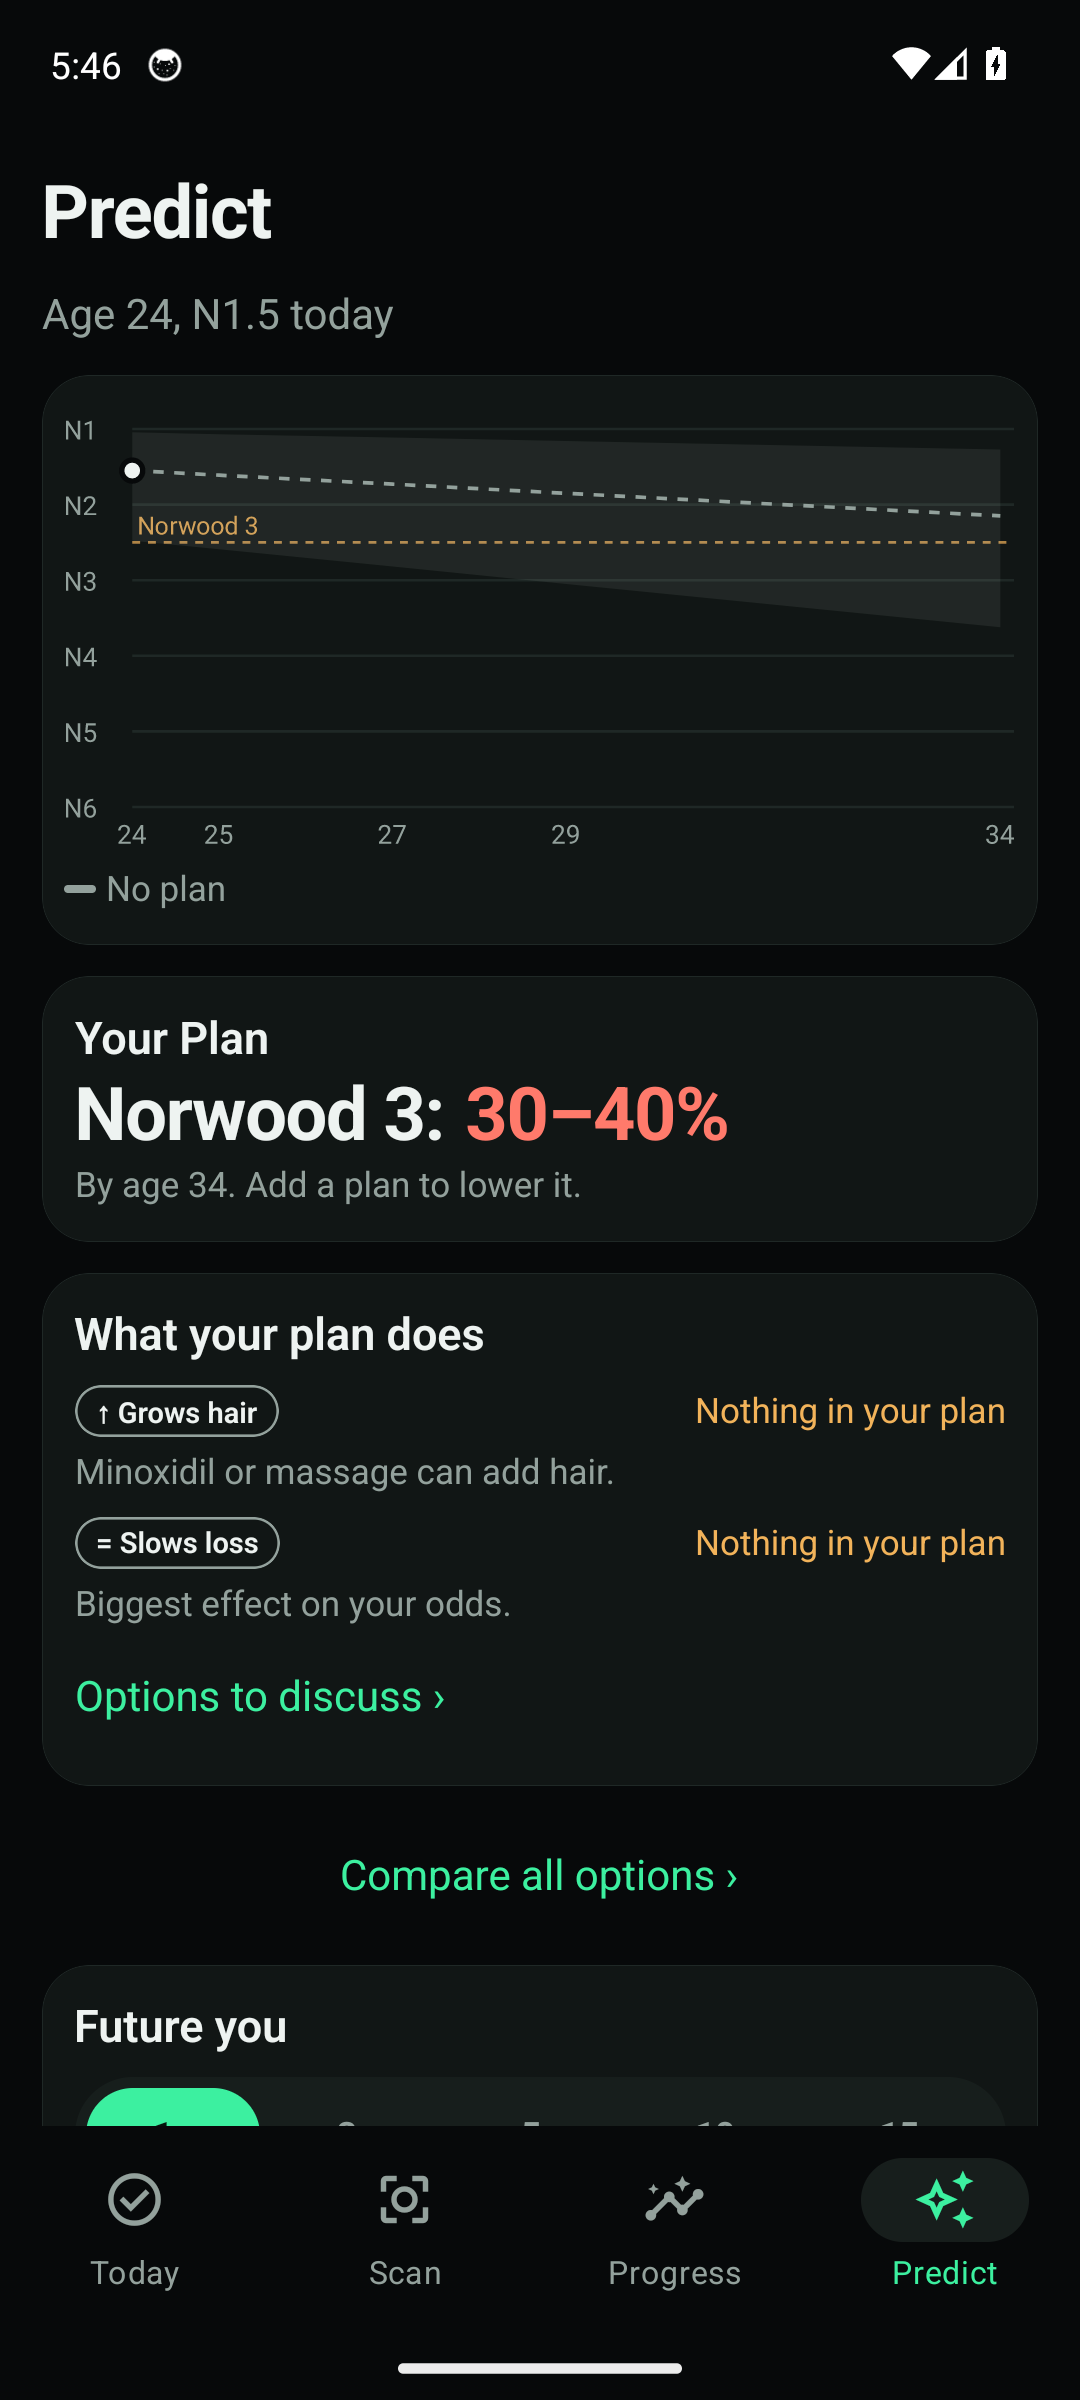 5:46
Predict
Age 24, N1.5 today
N1
N2
Norwood 3
N3
N4
N5
N6
24 25 27 29 34
No plan
Your Plan
Norwood 3: 30–40%
By age 34. Add a plan to lower it.
What your plan does
↑ Grows hair Nothing in your plan
Minoxidil or massage can add hair.
= Slows loss Nothing in your plan
Biggest effect on your odds.
Options to discuss ›
Compare all options ›
Future you
Today Scan Progress Predict